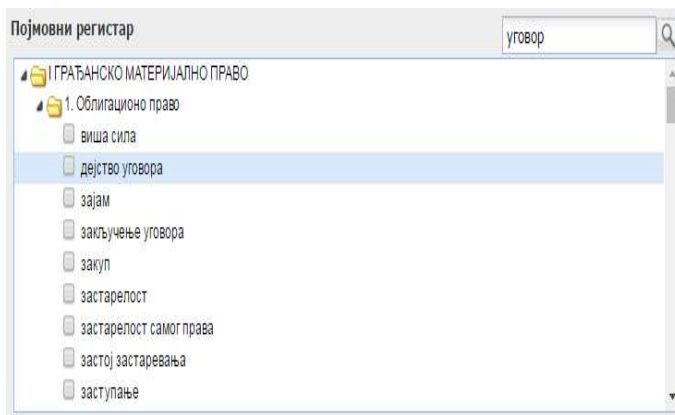 Појмовни регистар
уговор
I ГРАЂАНСКО МАТЕРИЈАЛНО ПРАВО
1. Облигационо право
виша сила
дејство уговора
зајам
закључење уговора
закуп
застарелост
застарелост самог права
застој застаревања
заступање